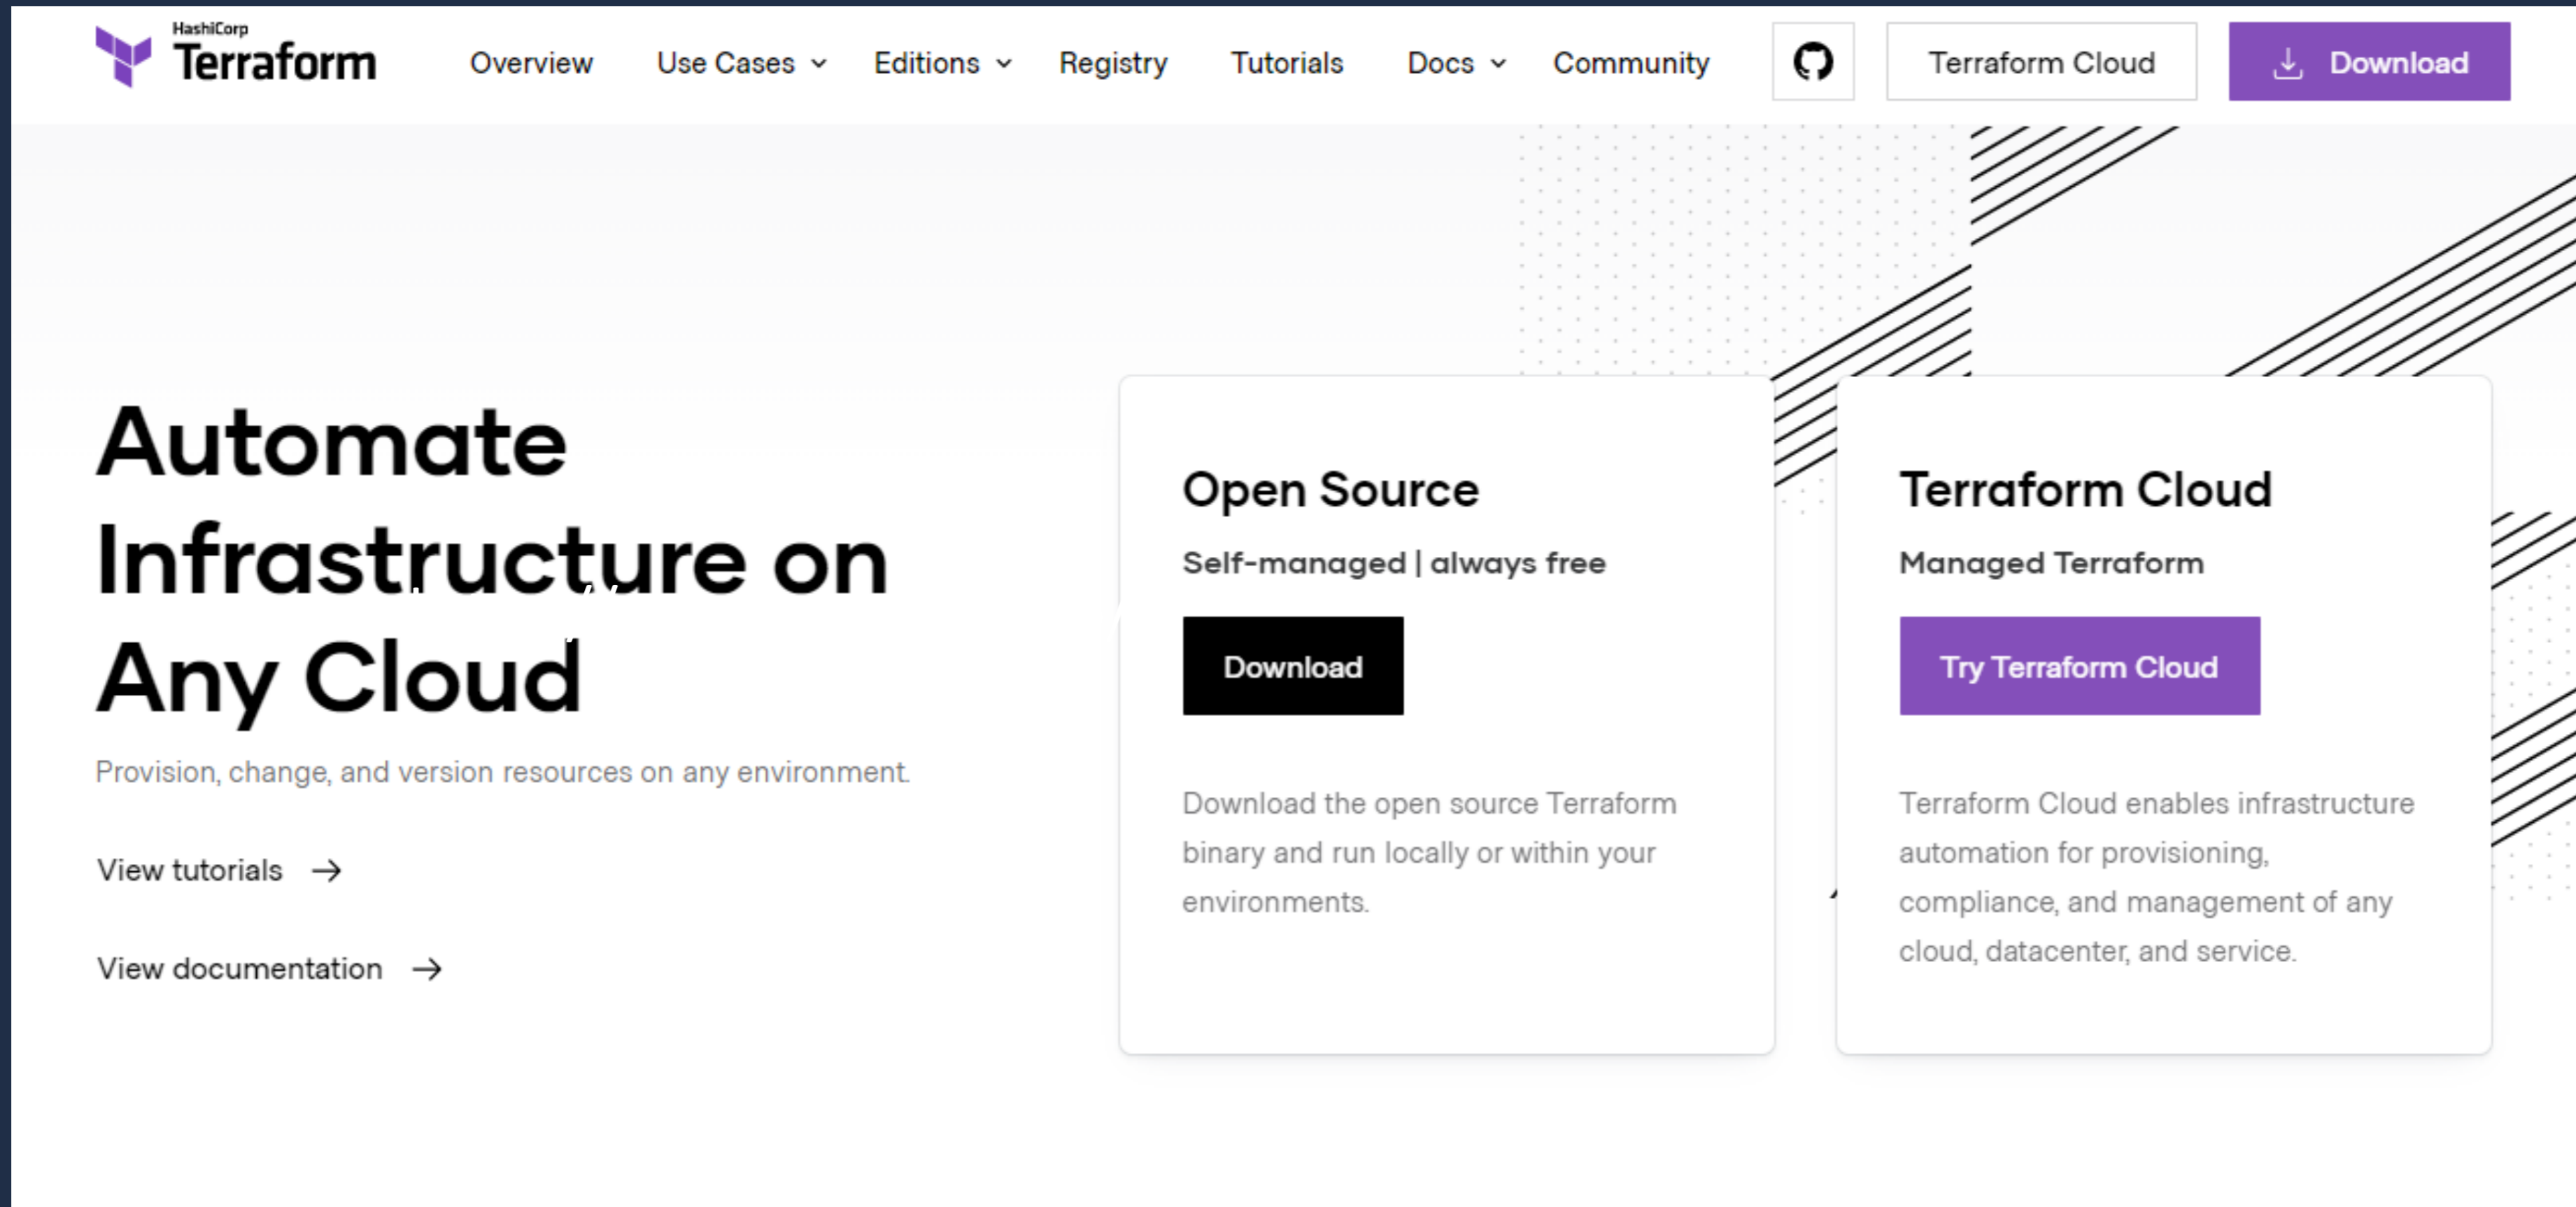 HashiCorp
Terraform
Overview
Use Cases
Editions
Registry
Tutorials
Docs
Community
Terraform Cloud
Download
Automate
Infrastructure on
Any Cloud
Provision, change, and version resources on any environment.
View tutorials
View documentation
Open Source
Self-managed | always free
Download
Download the open source Terraform
binary and run locally or within your
environments.
Terraform Cloud
Managed Terraform
Try Terraform Cloud
Terraform Cloud enables infrastructure
automation for provisioning,
compliance, and management of any
cloud, datacenter, and service.